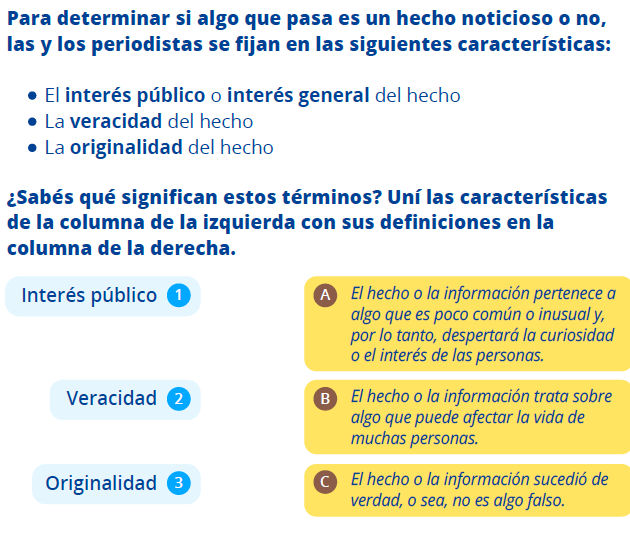 Para determinar si algo que pasa es un hecho noticioso o no,
las y los periodistas se fijan en las siguientes características:
• El interés público o interés general del hecho
• La veracidad del hecho
• La originalidad del hecho
¿Sabés qué significan estos términos? Uní las características
de la columna de la izquierda con sus definiciones en la
columna de la derecha.
Interés público 1
A El hecho o la información pertenece a
algo que es poco común o inusual y,
por lo tanto, despertará la curiosidad
o el interés de las personas.
Veracidad 2
B El hecho o la información trata sobre
algo que puede afectar la vida de
muchas personas.
Originalidad 3
C El hecho o la información sucedió de
verdad, o sea, no es algo falso.